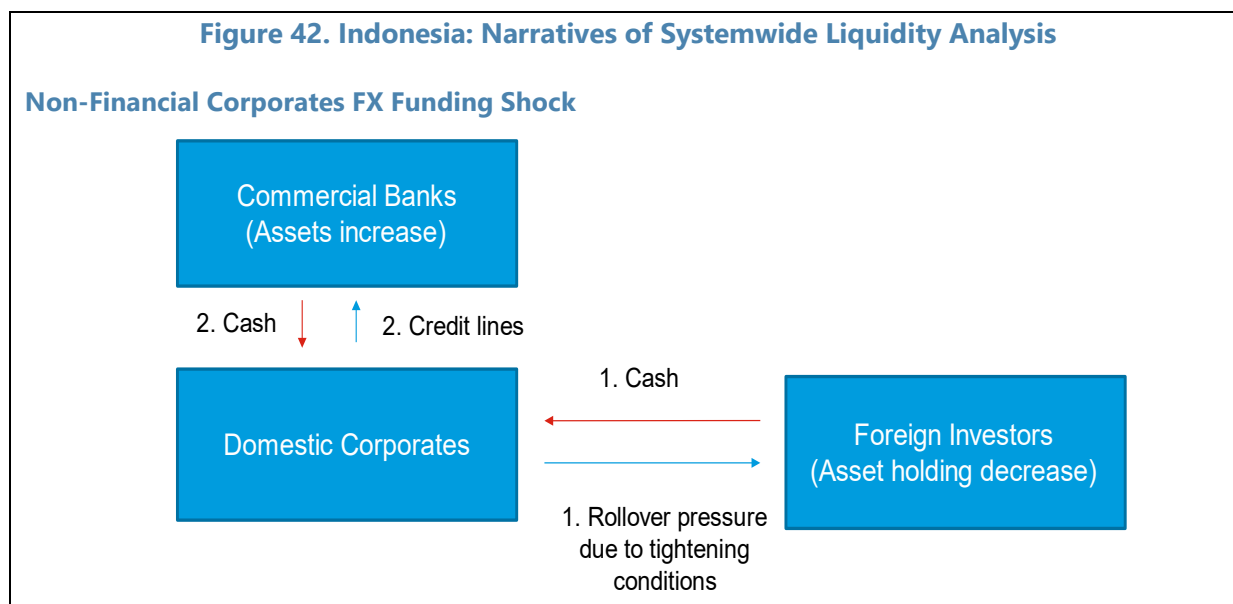 Figure 42. Indonesia: Narratives of Systemwide Liquidity Analysis
Non-Financial Corporates FX Funding Shock
Commercial Banks
(Assets increase)
2. Cash
2. Credit lines
Domestic Corporates
1. Cash
Foreign Investors
(Asset holding decrease)
1. Rollover pressure
due to tightening
conditions